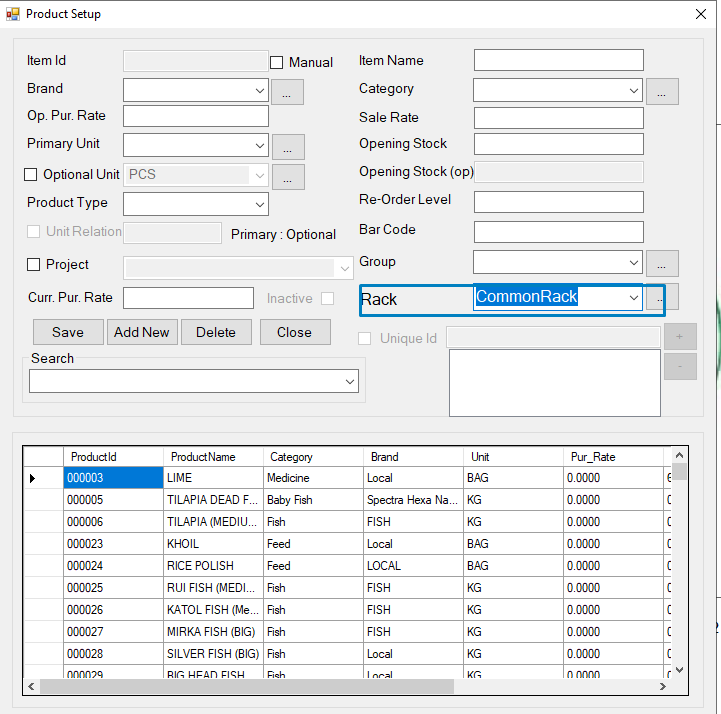 Product Setup
Item Id Manual Item Name
Brand ... Category ...
Op. Pur. Rate Sale Rate
Primary Unit ... Opening Stock
Optional Unit PCS ... Opening Stock (op)
Product Type Re-Order Level
Unit Relation Primary : Optional Bar Code
Project Group ...
Curr. Pur. Rate Inactive Rack CommonRack ...
Save Add New Delete Close Unique Id +
Search -
ProductId ProductName Category Brand Unit Pur_Rate
000003 LIME Medicine Local BAG 0.0000
000005 TILAPIA DEAD F... Baby Fish Spectra Hexa Na... KG 0.0000
000006 TILAPIA (MEDIU... Fish FISH KG 0.0000
000023 KHOIL Feed Local BAG 0.0000
000024 RICE POLISH Feed LOCAL BAG 0.0000
000025 RUI FISH (MEDI... Fish FISH KG 0.0000
000026 KATOL FISH (Me... Fish FISH KG 0.0000
000027 MIRKA FISH (BIG) Fish FISH KG 0.0000
000028 SILVER FISH (BIG) Fish Local KG 0.0000
000029 BIG HEAD FISH Fish Local KG 0.0000